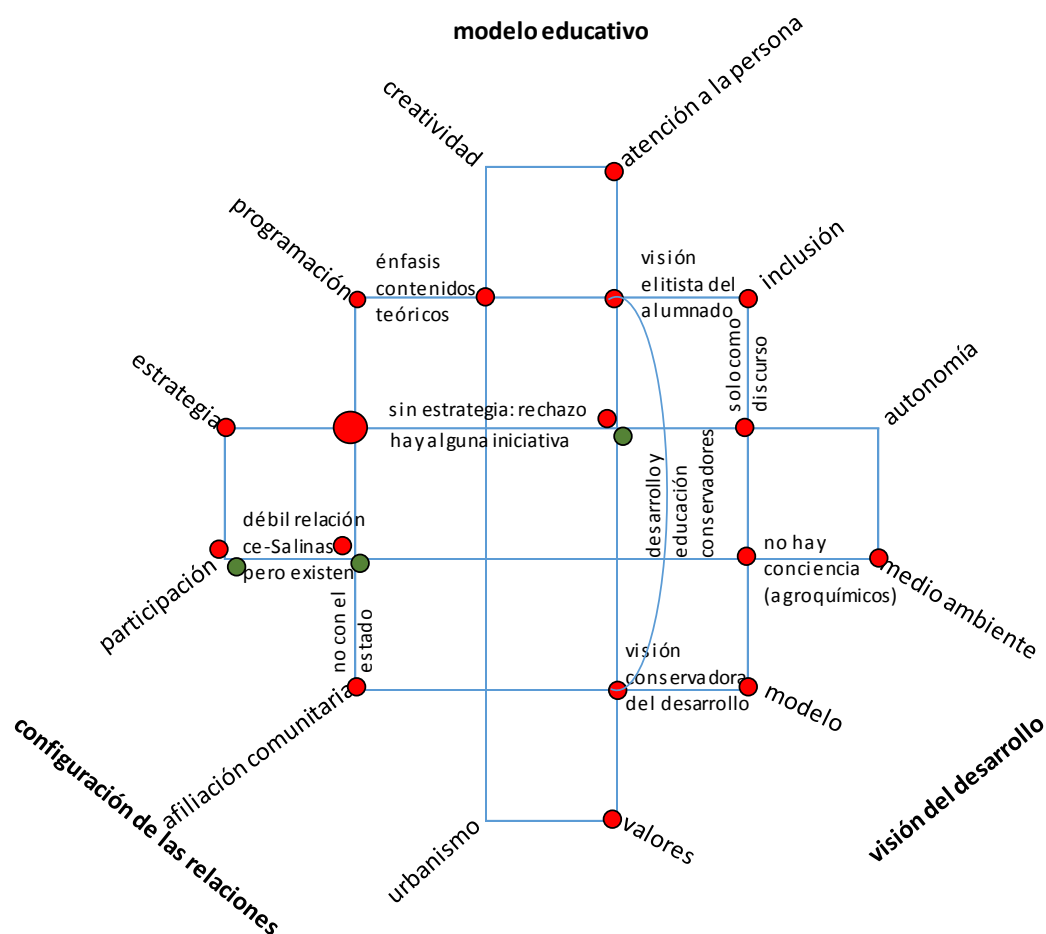 modelo educativo
creatividad
atención a la persona
programación
énfasis
contenidos
teóricos
visión
elitista del
alumnado
inclusión
solo como
discurso
estrategia
autonomía
sin estrategia: rechazo
hay alguna iniciativa
desarrollo y
educación
conservadores
débil relación
ce-Salinas
pero existen
no hay
conciencia
(agroquímicos)
participación
medio ambiente
no con el
estado
visión
conservadora
del desarrollo
modelo
afiliación comunitaria
configuración de las relaciones
visión del desarrollo
urbanismo
valores